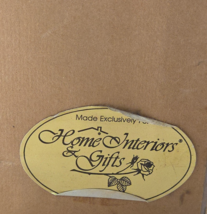 Made Exclusively
Home Interiors®
& Gifts